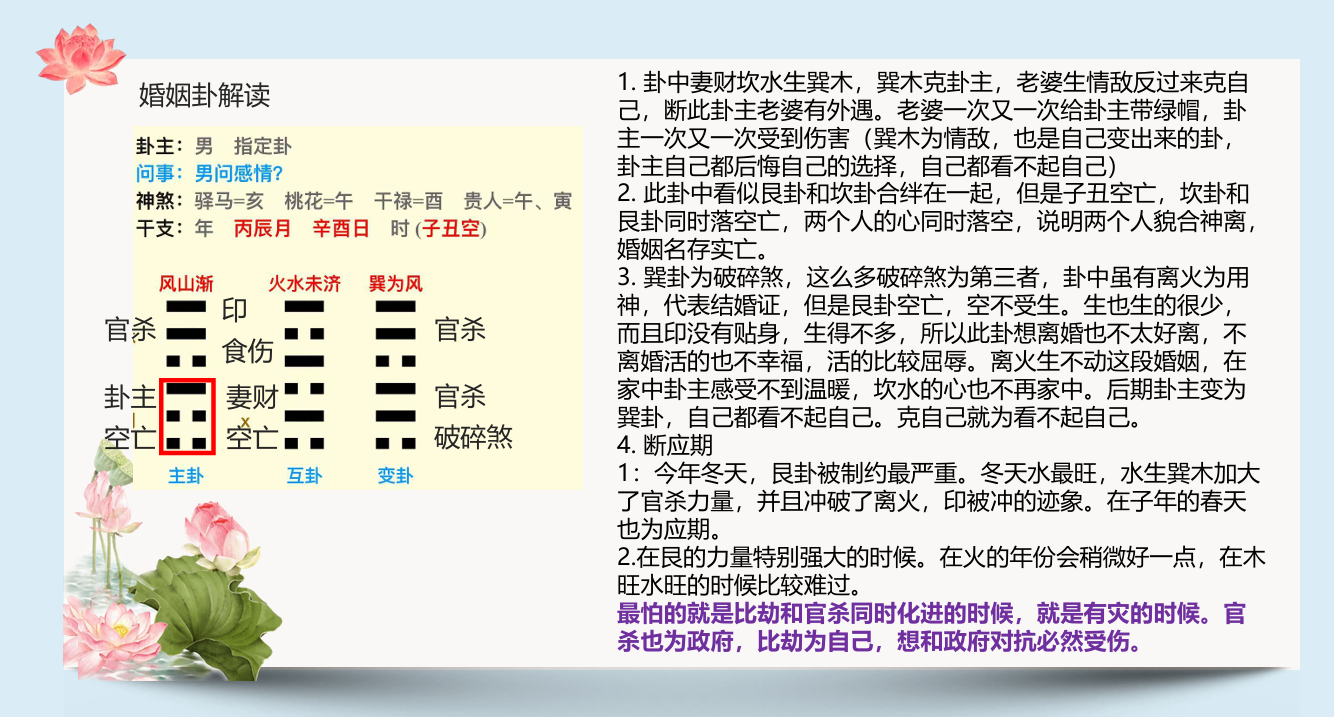 婚姻卦解读
卦主：男 指定卦
问事：男问感情?
神煞：驿马=亥 桃花=午 干禄=酉 贵人=午、寅
干支：年 丙辰月 辛酉日 时 (子丑空)
风山渐 火水未济 巽为风
印
官杀 官杀
食伤
卦主 妻财 官杀
x
空亡 空亡 破碎煞
主卦 互卦 变卦
1. 卦中妻财坎水生巽木，巽木克卦主，老婆生情敌反过来克自
己，断此卦主老婆有外遇。老婆一次又一次给卦主带绿帽，卦
主一次又一次受到伤害（巽木为情敌，也是自己变出来的卦，
卦主自己都后悔自己的选择，自己都看不起自己）
2. 此卦中看似艮卦和坎卦合绊在一起，但是子丑空亡，坎卦和
艮卦同时落空亡，两个人的心同时落空，说明两个人貌合神离，
婚姻名存实亡。
3. 巽卦为破碎煞，这么多破碎煞为第三者，卦中虽有离火为用
神，代表结婚证，但是艮卦空亡，空不受生。生也生的很少，
而且印没有贴身，生得不多，所以此卦想离婚也不太好离，不
离婚活的也不幸福，活的比较屈辱。离火生不动这段婚姻，在
家中卦主感受不到温暖，坎水的心也不再家中。后期卦主变为
巽卦，自己都看不起自己。克自己就为看不起自己。
4. 断应期
1：今年冬天，艮卦被制约最严重。冬天水最旺，水生巽木加大
了官杀力量，并且冲破了离火，印被冲的迹象。在子年的春天
也为应期。
2.在艮的力量特别强大的时候。在火的年份会稍微好一点，在木
旺水旺的时候比较难过。
最怕的就是比劫和官杀同时化进的时候，就是有灾的时候。官
杀也为政府，比劫为自己，想和政府对抗必然受伤。